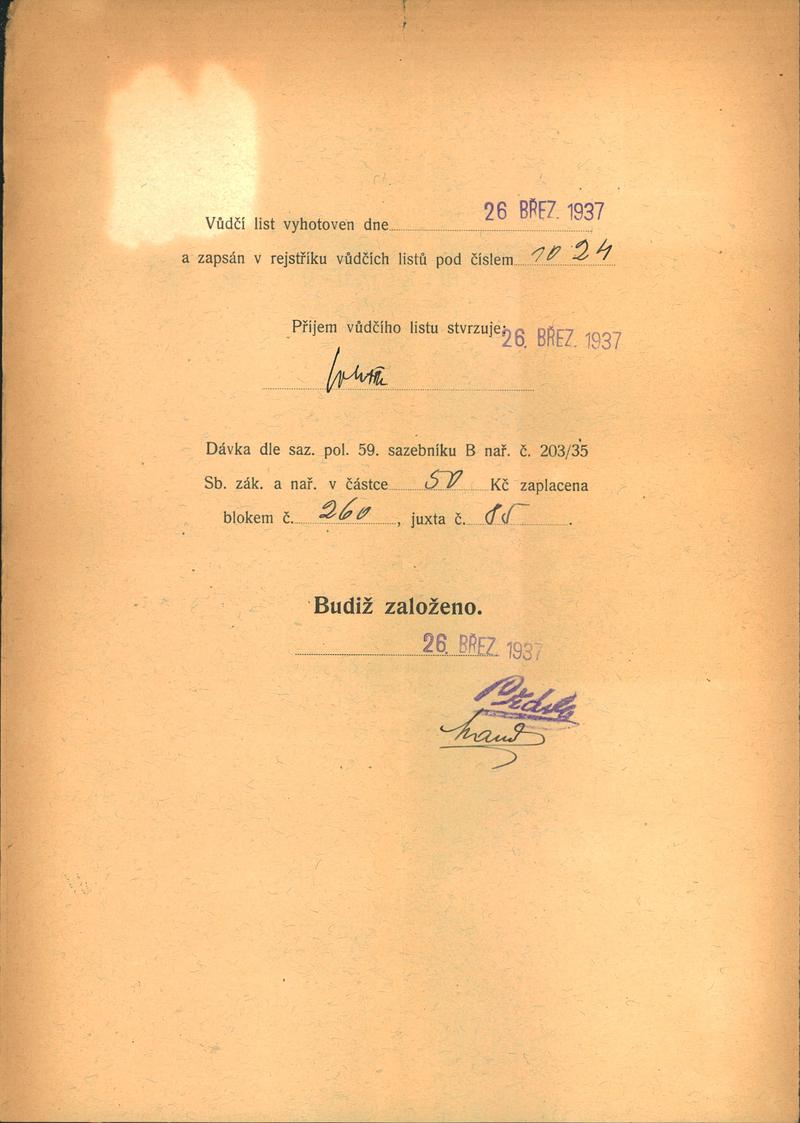 Vůdčí list vyhotoven dne 26 BŘEZ. 1937
a zapsán v rejstříku vůdčích listů pod číslem 1024
Příjem vůdčího listu stvrzuje: 26. BŘEZ. 1937
Dávka dle saz. pol. 59. sazebníku B nař. č. 203/35
Sb. zák. a nař. v částce 50 Kč zaplacena
blokem č. 260, juxta č. 85.
Budiž založeno.
26. BŘEZ. 1937